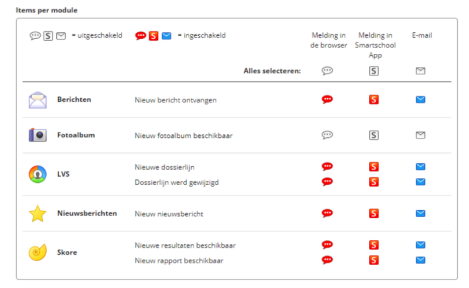 Items per module
S = uitgeschakeld S = ingeschakeld Melding in de browser Melding in Smartschool App E-mail
Alles selecteren: S
Berichten Nieuw bericht ontvangen S
Fotoalbum Nieuw fotoalbum beschikbaar S
LVS Nieuwe dossierlijn S
Dossierlijn werd gewijzigd S
Nieuwsberichten Nieuw nieuwsbericht S
Skore Nieuwe resultaten beschikbaar S
Nieuw rapport beschikbaar S